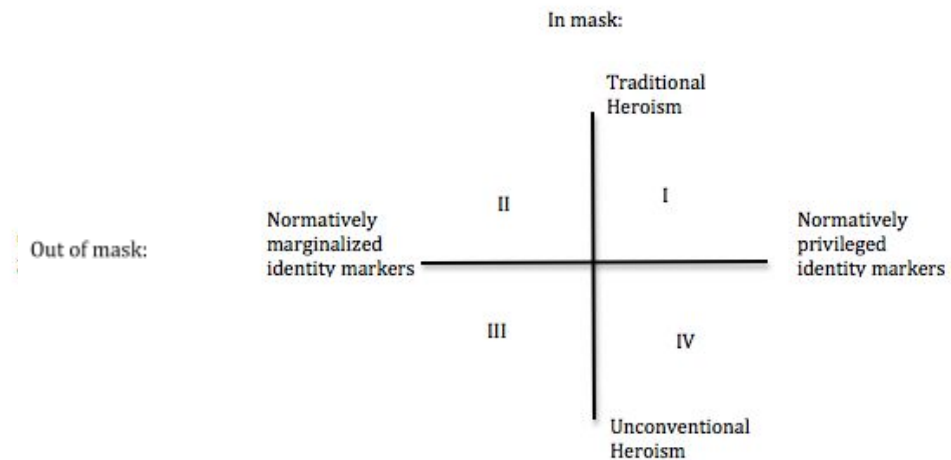 In mask:
Traditional
Heroism
II
I
Normatively
marginalized
identity markers
Normatively
privileged
identity markers
Out of mask:
III
IV
Unconventional
Heroism